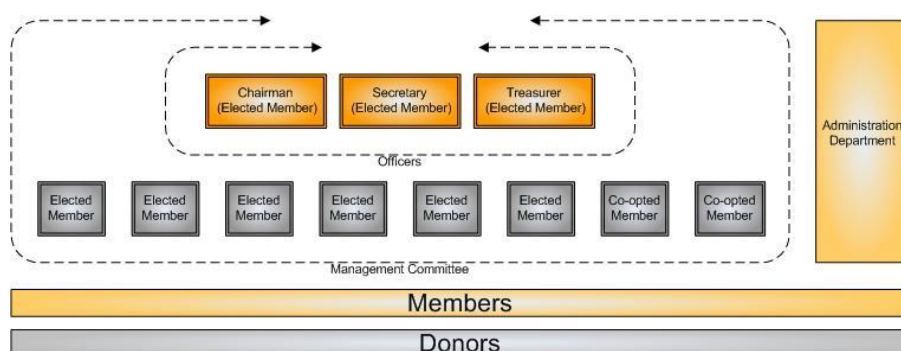 Chairman
(Elected Member)
Secretary
(Elected Member)
Treasurer
(Elected Member)
Administration
Department
Officers
Elected
Member
Elected
Member
Elected
Member
Elected
Member
Elected
Member
Elected
Member
Co-opted
Member
Co-opted
Member
Management Committee
Members
Donors